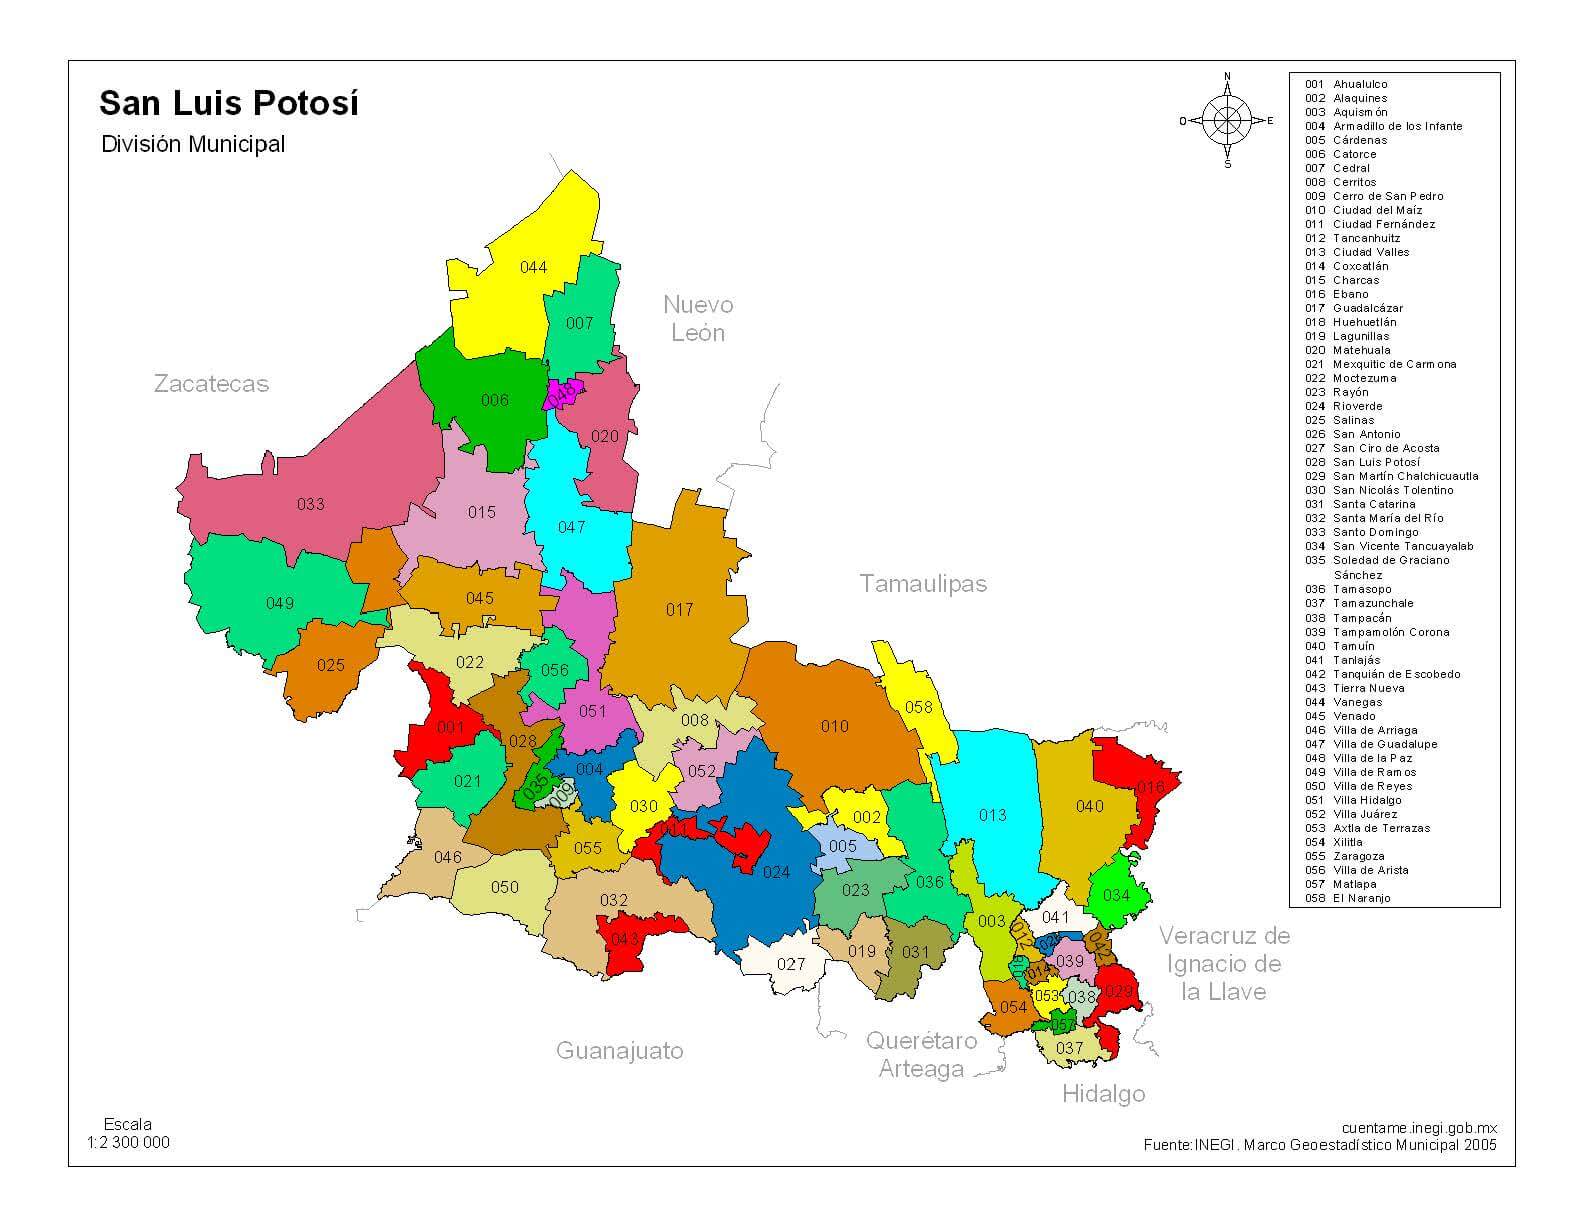 San Luis Potosí
División Municipal
N
O
E
S
001 Ahualulco
002 Alaquines
003 Aquismón
004 Armadillo de los Infante
005 Cárdenas
006 Catorce
007 Cedral
008 Cerritos
009 Cerro de San Pedro
010 Ciudad del Maíz
011 Ciudad Fernández
012 Tancanhuitz
013 Ciudad Valles
014 Coxcatlán
015 Charcas
016 Ebano
017 Guadalcázar
018 Huehuetlán
019 Lagunillas
020 Matehuala
021 Mexquitic de Carmona
022 Moctezuma
023 Rayón
024 Rioverde
025 Salinas
026 San Antonio
027 San Ciro de Acosta
028 San Luis Potosí
029 San Martín Chalchicuautla
030 San Nicolás Tolentino
031 Santa Catarina
032 Santa María del Río
033 Santo Domingo
034 San Vicente Tancuayalab
035 Soledad de Graciano
Sánchez
036 Tamasopo
037 Tamazunchale
038 Tampacán
039 Tampamolón Corona
040 Tamuín
041 Tanlajás
042 Tanquián de Escobedo
043 Tierra Nueva
044 Vanegas
045 Venado
046 Villa de Arriaga
047 Villa de Guadalupe
048 Villa de la Paz
049 Villa de Ramos
050 Villa de Reyes
051 Villa Hidalgo
052 Villa Juárez
053 Axtla de Terrazas
054 Xilitla
055 Zaragoza
056 Villa de Arista
057 Matlapa
058 El Naranjo
044
007
Nuevo
León
Zacatecas
006
048
020
033
015
047
Tamaulipas
049
045
017
025
022
056
051
008
058
010
001
028
021
004
052
035
009
030
016
040
013
002
011
005
055
046
024
050
023
036
032
034
003
041
043
012
026
042
Veracruz de
Ignacio de
la Llave
019
031
027
039
018
014
053
038
029
054
057
037
Guanajuato
Querétaro
Arteaga
Hidalgo
Escala
1:2 300 000
cuentame.inegi.gob.mx
Fuente:INEGI. Marco Geoestadístico Municipal 2005